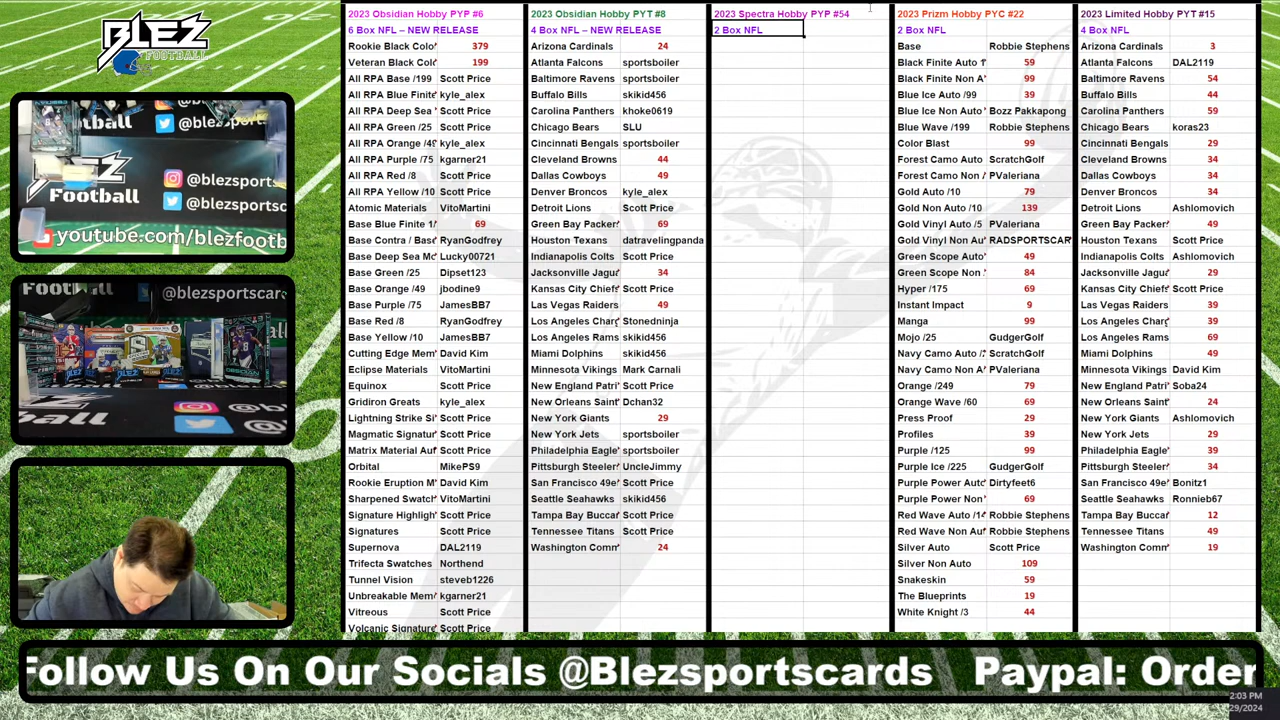 BLEZ
FOOTBALL
@blezsports
@blezsports
Football
youtube.com/blezfootb
@blezsportscar
@b
2023 Obsidian Hobby PYP #6
6 Box NFL – NEW RELEASE
Rookie Black Colo 379
Veteran Black Col 199
All RPA Base /199 Scott Price
All RPA Blue Finit kyle_alex
All RPA Deep Sea Scott Price
All RPA Green /25 Scott Price
All RPA Orange /49 kyle_alex
All RPA Purple /75 kgarner21
All RPA Red /8 Scott Price
All RPA Yellow /10 Scott Price
Atomic Materials VitoMartini
Base Blue Finite 1/ 69
Base Contra / Base RyanGodfrey
Base Deep Sea Mo Lucky00721
Base Green /25 Dipset123
Base Orange /49 jbodine9
Base Purple /75 JamesBB7
Base Red /8 RyanGodfrey
Base Yellow /10 JamesBB7
Cutting Edge Mem David Kim
Eclipse Materials VitoMartini
Equinox Scott Price
Gridiron Greats kyle_alex
Lightning Strike Si Scott Price
Magmatic Signatur Scott Price
Matrix Material Aut Scott Price
Orbital MikePS9
Rookie Eruption M David Kim
Sharpened Swatch VitoMartini
Signature Highligh Scott Price
Signatures Scott Price
Supernova DAL2119
Trifecta Swatches Northend
Tunnel Vision steveb1226
Unbreakable Mem kgarner21
Vitreous Scott Price
Volcanic Signature Scott Price
2023 Obsidian Hobby PYT #8
4 Box NFL – NEW RELEASE
Arizona Cardinals 24
Atlanta Falcons sportsboiler
Baltimore Ravens sportsboiler
Buffalo Bills skikid456
Carolina Panthers khoke0619
Chicago Bears SLU
Cincinnati Bengals sportsboiler
Cleveland Browns 44
Dallas Cowboys 49
Denver Broncos kyle_alex
Detroit Lions Scott Price
Green Bay Packer 69
Houston Texans datravelingpanda
Indianapolis Colts Scott Price
Jacksonville Jagu 34
Kansas City Chiefs Scott Price
Las Vegas Raiders 49
Los Angeles Charg Stonedninja
Los Angeles Rams skikid456
Miami Dolphins skikid456
Minnesota Vikings Mark Carnali
New England Patri Scott Price
New Orleans Saint Dchan32
New York Giants 29
New York Jets sportsboiler
Philadelphia Eagle sportsboiler
Pittsburgh Steeler UncleJimmy
San Francisco 49e Scott Price
Seattle Seahawks skikid456
Tampa Bay Buccar Scott Price
Tennessee Titans Scott Price
Washington Comm 24
2023 Spectra Hobby PYP #54
2 Box NFL
2023 Prizm Hobby PYC #22
2 Box NFL
Base Robbie Stephens
Black Finite Auto 1 59
Black Finite Non A 99
Blue Ice Auto /99 39
Blue Ice Non Auto Bozz Pakkapong
Blue Wave /199 Robbie Stephens
Color Blast 99
Forest Camo Auto ScratchGolf
Forest Camo Non / PValeriana
Gold Auto /10 79
Gold Non Auto /10 139
Gold Vinyl Auto /5 PValeriana
Gold Vinyl Non Au RADSPORTSCAR
Green Scope Auto 49
Green Scope Non 84
Hyper /175 69
Instant Impact 9
Manga 99
Mojo /25 GudgerGolf
Navy Camo Auto /2 ScratchGolf
Navy Camo Non A PValeriana
Orange /249 79
Orange Wave /60 69
Press Proof 29
Profiles 39
Purple /125 99
Purple Ice /225 GudgerGolf
Purple Power Auto Dirtyfeet6
Purple Power Non 69
Red Wave Auto /14 Robbie Stephens
Red Wave Non Au Robbie Stephens
Silver Auto Scott Price
Silver Non Auto 109
Snakeskin 59
The Blueprints 19
White Knight /3 44
2023 Limited Hobby PYT #15
4 Box NFL
Arizona Cardinals 3
Atlanta Falcons DAL2119
Baltimore Ravens 54
Buffalo Bills 44
Carolina Panthers 59
Chicago Bears koras23
Cincinnati Bengals 29
Cleveland Browns 34
Dallas Cowboys 34
Denver Broncos 34
Detroit Lions Ashlomovich
Green Bay Packer 49
Houston Texans Scott Price
Indianapolis Colts Ashlomovich
Jacksonville Jagu 29
Kansas City Chiefs Scott Price
Las Vegas Raiders 39
Los Angeles Charg 39
Los Angeles Rams 69
Miami Dolphins 49
Minnesota Vikings David Kim
New England Patri Soba24
New Orleans Saint 24
New York Giants Ashlomovich
New York Jets 29
Philadelphia Eagle 39
Pittsburgh Steeler 34
San Francisco 49e Bonitz1
Seattle Seahawks Ronnieb67
Tampa Bay Buccar 12
Tennessee Titans 49
Washington Comm 19
Follow Us On Our Socials @Blezsportscards Paypal: Order
2:03 PM
29/2024